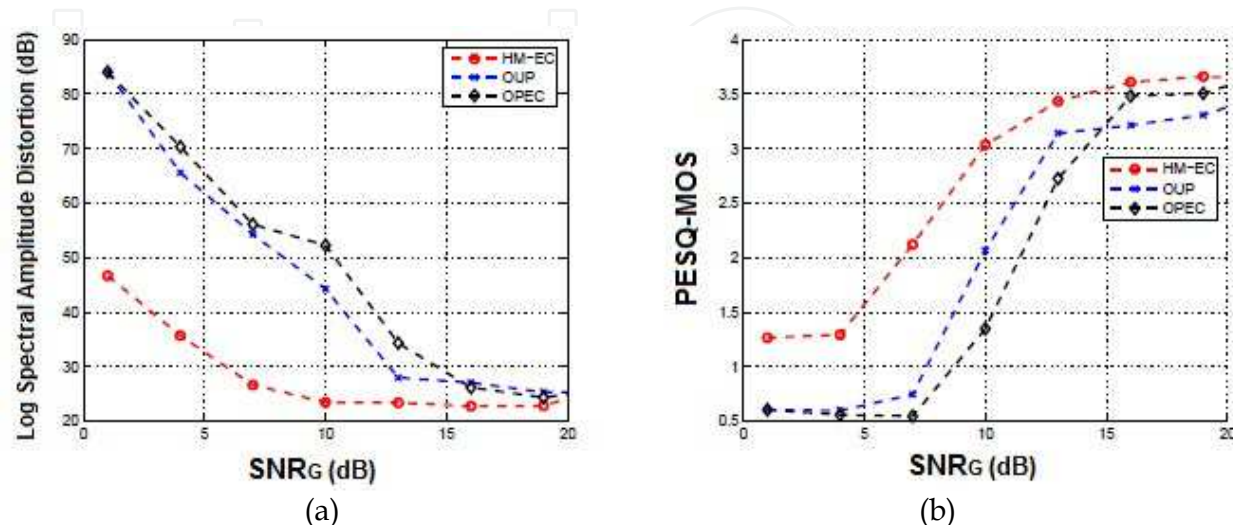 90
80
70
60
50
40
30
20
0 5 10 15 20
Log Spectral Amplitude Distortion (dB)
SNRG (dB)
HM-EC
OUP
OPEC
(a)
4
3.5
3
2.5
2
1.5
1
0.5
0 5 10 15 20
PESQ-MOS
SNRG (dB)
HM-EC
OUP
OPEC
(b)